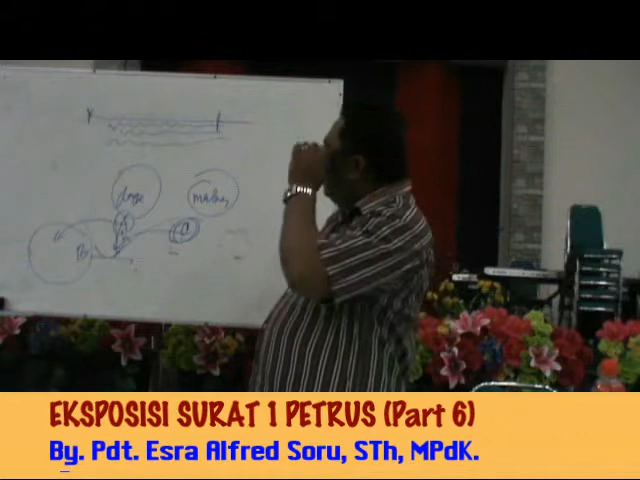 EKSPOSISI SURAT 1 PETRUS (Part 6)
By. Pdt. Esra Alfred Soru, STh, MPdK.